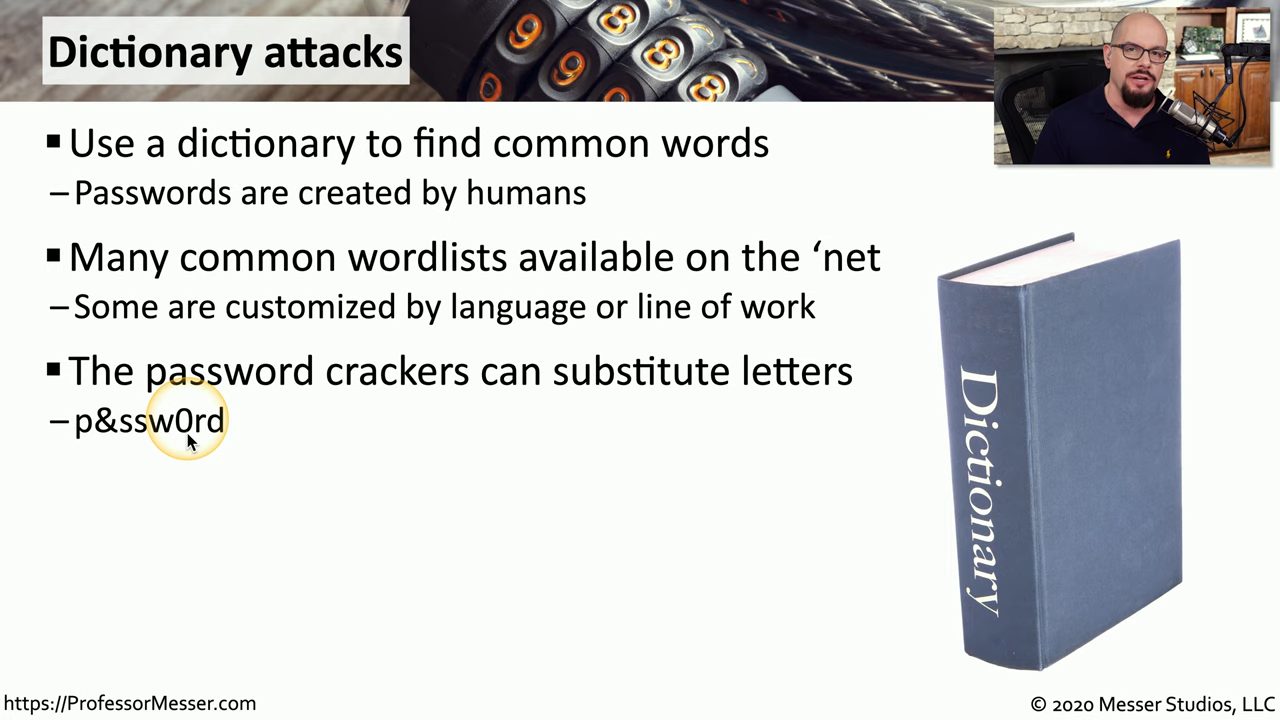 Dictionary attacks
▪ Use a dictionary to find common words
– Passwords are created by humans
▪ Many common wordlists available on the ‘net
– Some are customized by language or line of work
▪ The password crackers can substitute letters
– p&ssw0rd
Dictionary
https://ProfessorMesser.com
© 2020 Messer Studios, LLC